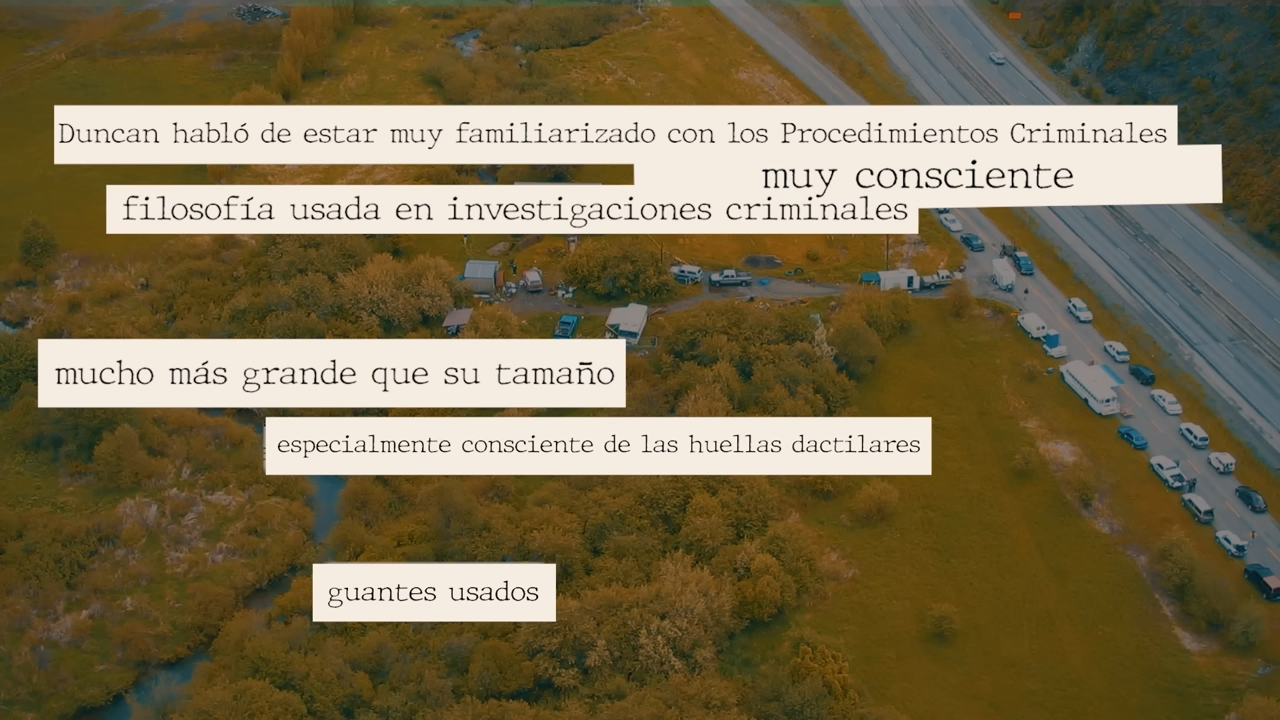 Duncan habló de estar muy familiarizado con los Procedimientos Criminales
muy consciente
filosofía usada en investigaciones criminales
mucho más grande que su tamaño
especialmente consciente de las huellas dactilares
guantes usados